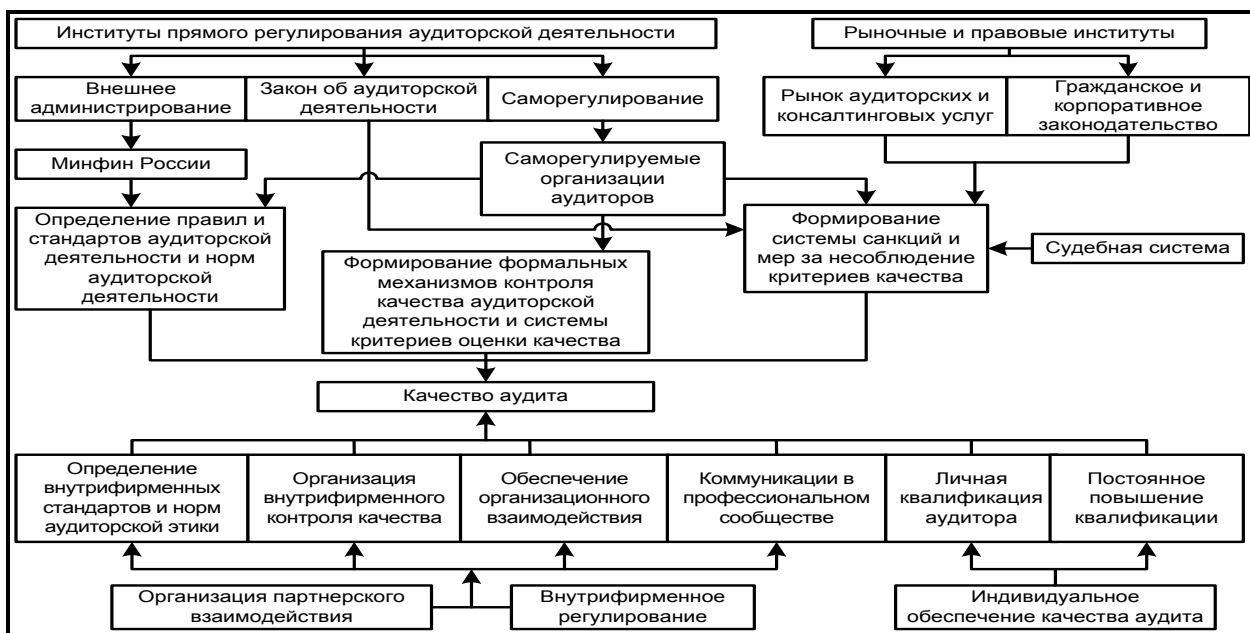 Институты прямого регулирования аудиторской деятельности
Рыночные и правовые институты
Внешнее
администрирование
Закон об аудиторской
деятельности
Саморегулирование
Рынок аудиторских и
консалтинговых услуг
Гражданское и
корпоративное
законодательство
Минфин России
Саморегулируемые
организации
аудиторов
Определение правил и
стандартов аудиторской
деятельности и норм
аудиторской
деятельности
Формирование
системы санкций и
мер за несоблюдение
критериев качества
Судебная система
Формирование формальных
механизмов контроля
качества аудиторской
деятельности и системы
критериев оценки качества
Качество аудита
Определение
внутрифирменных
стандартов и норм
аудиторской этики
Организация
внутрифирменного
контроля качества
Обеспечение
организационного
взаимодействия
Коммуникации в
профессиональном
сообществе
Личная
квалификация
аудитора
Постоянное
повышение
квалификации
Организация партнерского
взаимодействия
Внутрифирменное
регулирование
Индивидуальное
обеспечение качества аудита